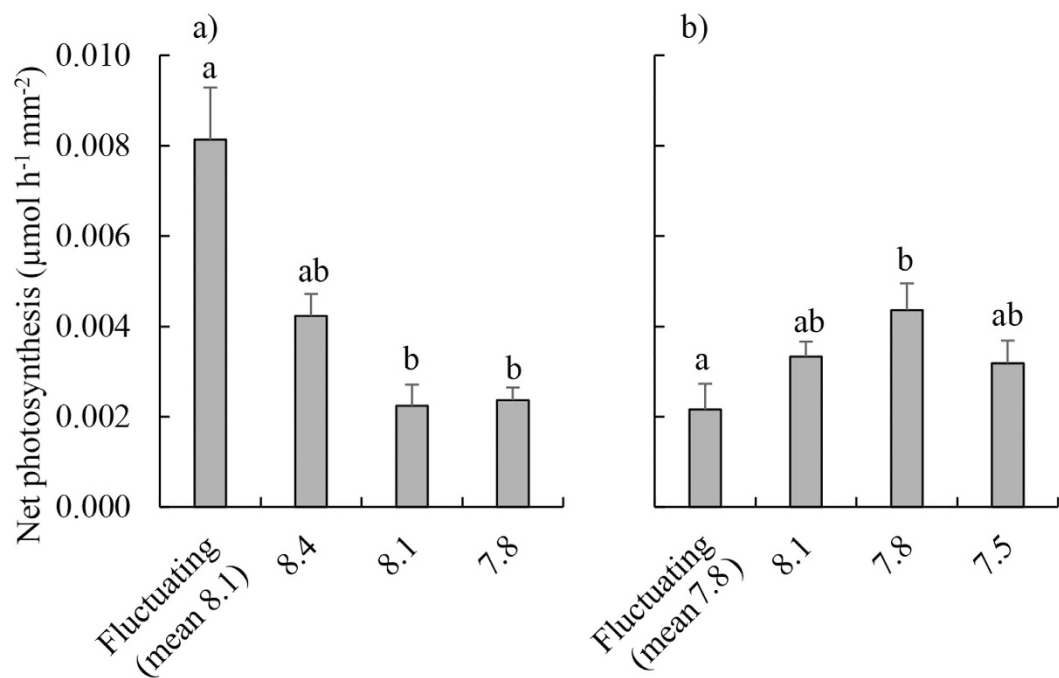 a)
b)
Net photosynthesis (µmol h⁻¹ mm⁻²)
0.010
0.008
0.006
0.004
0.002
0.000
a
ab
b
b
a
ab
b
ab
Fluctuating
(mean 8.1)
8.4
8.1
7.8
Fluctuating
(mean 7.8)
8.1
7.8
7.5